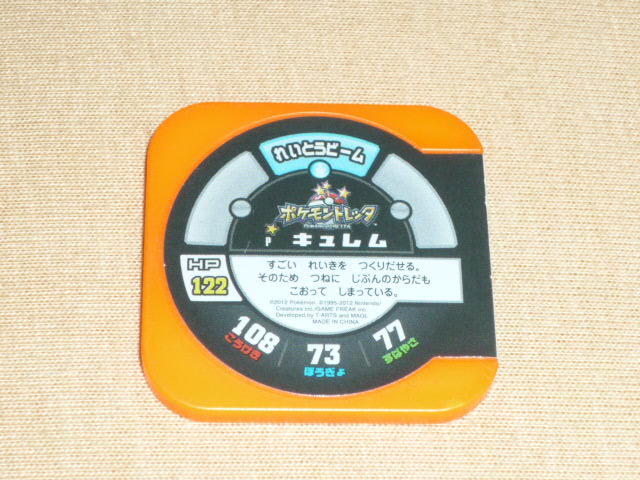 れいとうビーム
ポケモントレッタ
P キュレム
HP
122
すごい れいきを つくりだせる。
そのため つねに じぶんのからだも
こおって しまっている。
©2012 Pokémon. ©1995-2012 Nintendo/
Creatures inc./GAME FREAK inc.
Developed by T-ARTS and MARVELOUS AQL
MADE IN CHINA
108
こうげき
73
ぼうぎょ
77
すばやさ